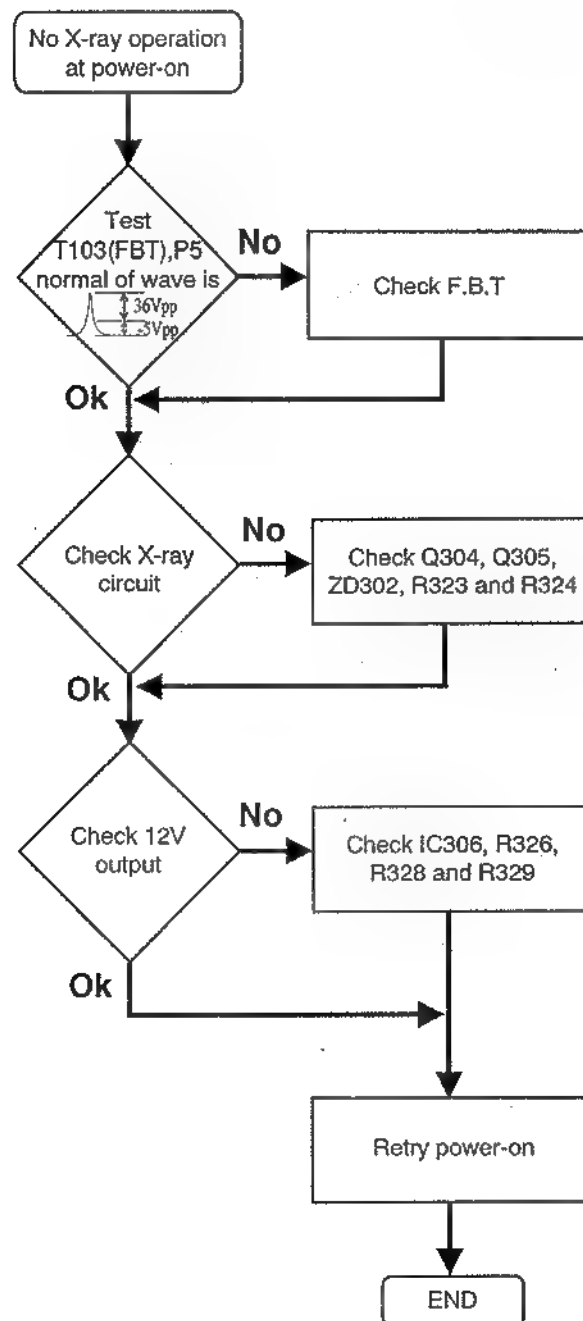 No X-ray operation
at power-on
Test
T103(FBT),P5
normal of wave is
36Vpp
-3Vpp
No
Check F.B.T
Ok
Check X-ray
circuit
No
Check Q304, Q305,
ZD302, R323 and R324
Ok
Check 12V
output
No
Check IC306, R326,
R328 and R329
Ok
Retry power-on
END